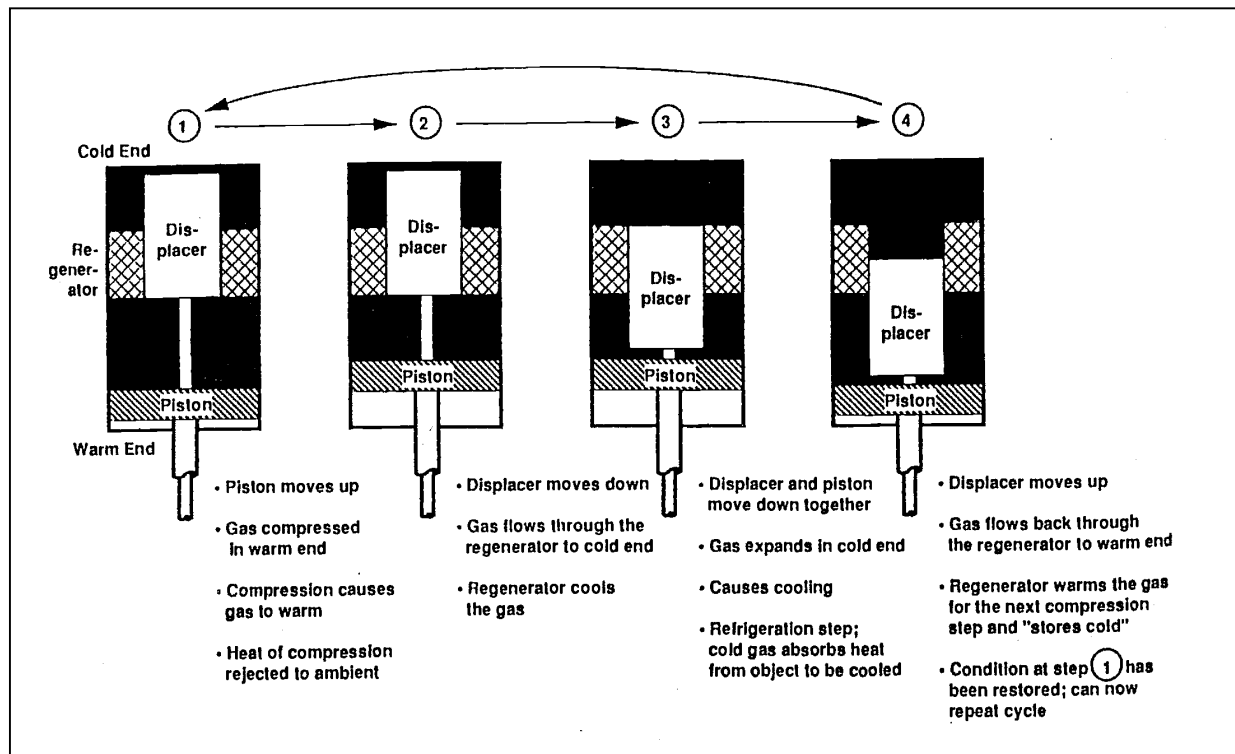 1
2
3
4
Cold End
Re-
gener-
ator
Warm End
Dis-
placer
Piston
Dis-
placer
Piston
Dis-
placer
Piston
Dis-
placer
Piston
• Piston moves up
• Gas compressed
in warm end
• Compression causes
gas to warm
• Heat of compression
rejected to ambient
• Displacer moves down
• Gas flows through the
regenerator to cold end
• Regenerator cools
the gas
• Displacer and piston
move down together
• Gas expands in cold end
• Causes cooling
• Refrigeration step;
cold gas absorbs heat
from object to be cooled
• Displacer moves up
• Gas flows back through
the regenerator to warm end
• Regenerator warms the gas
for the next compression
step and "stores cold"
• Condition at step 1 has
been restored; can now
repeat cycle